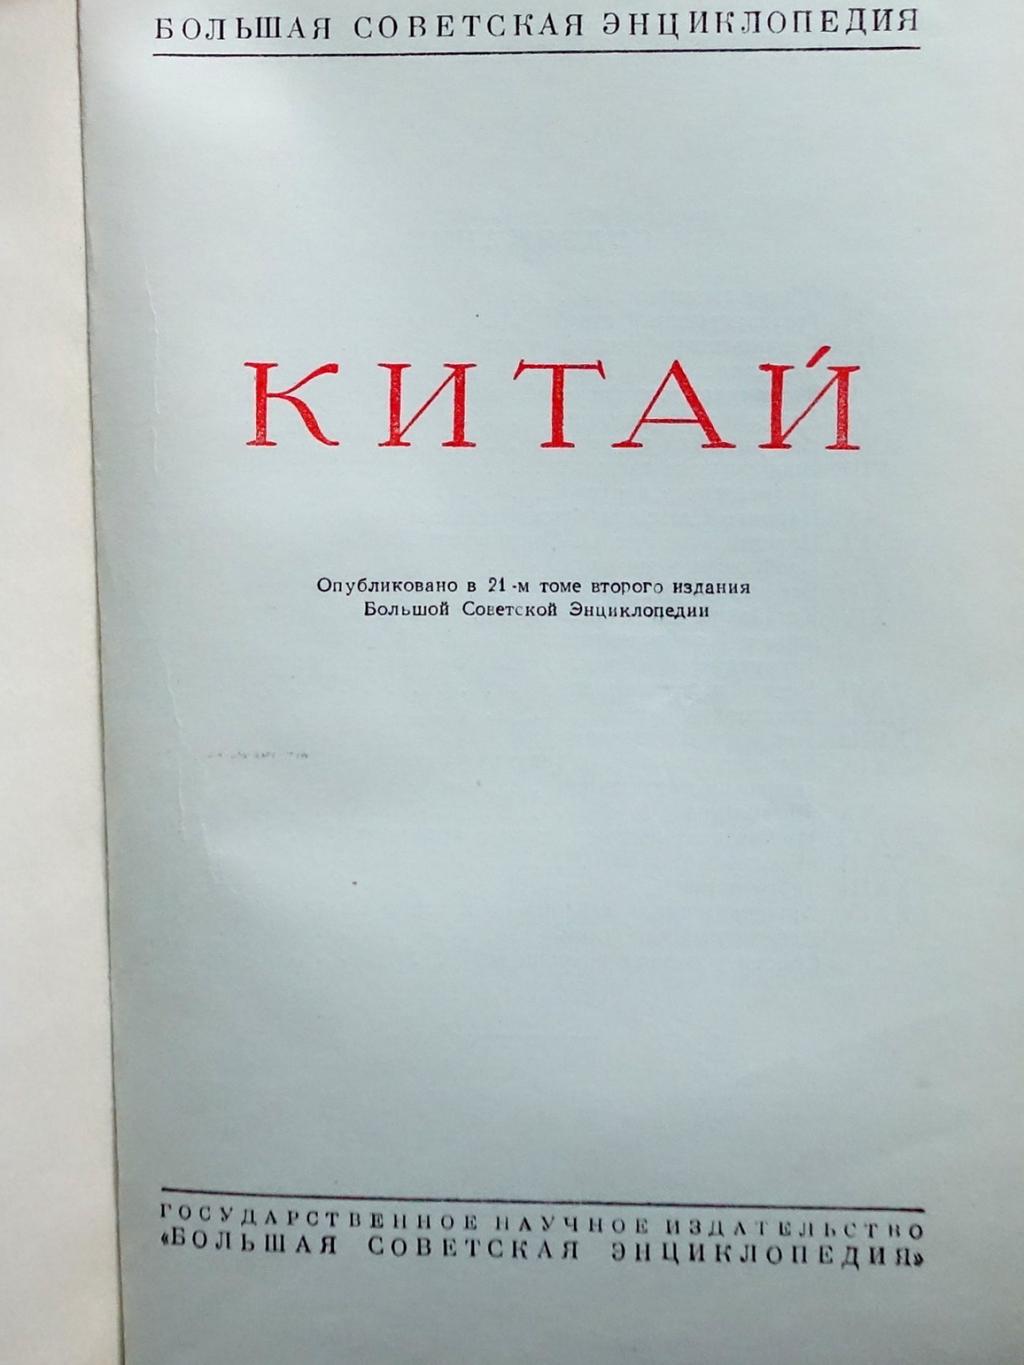 БОЛЬШАЯ СОВЕТСКАЯ ЭНЦИКЛОПЕДИЯ
КИТАЙ
Опубликовано в 21-м томе второго издания
Большой Советской Энциклопедии
ГОСУДАРСТВЕННОЕ НАУЧНОЕ ИЗДАТЕЛЬСТВО
«БОЛЬШАЯ СОВЕТСКАЯ ЭНЦИКЛОПЕДИЯ»